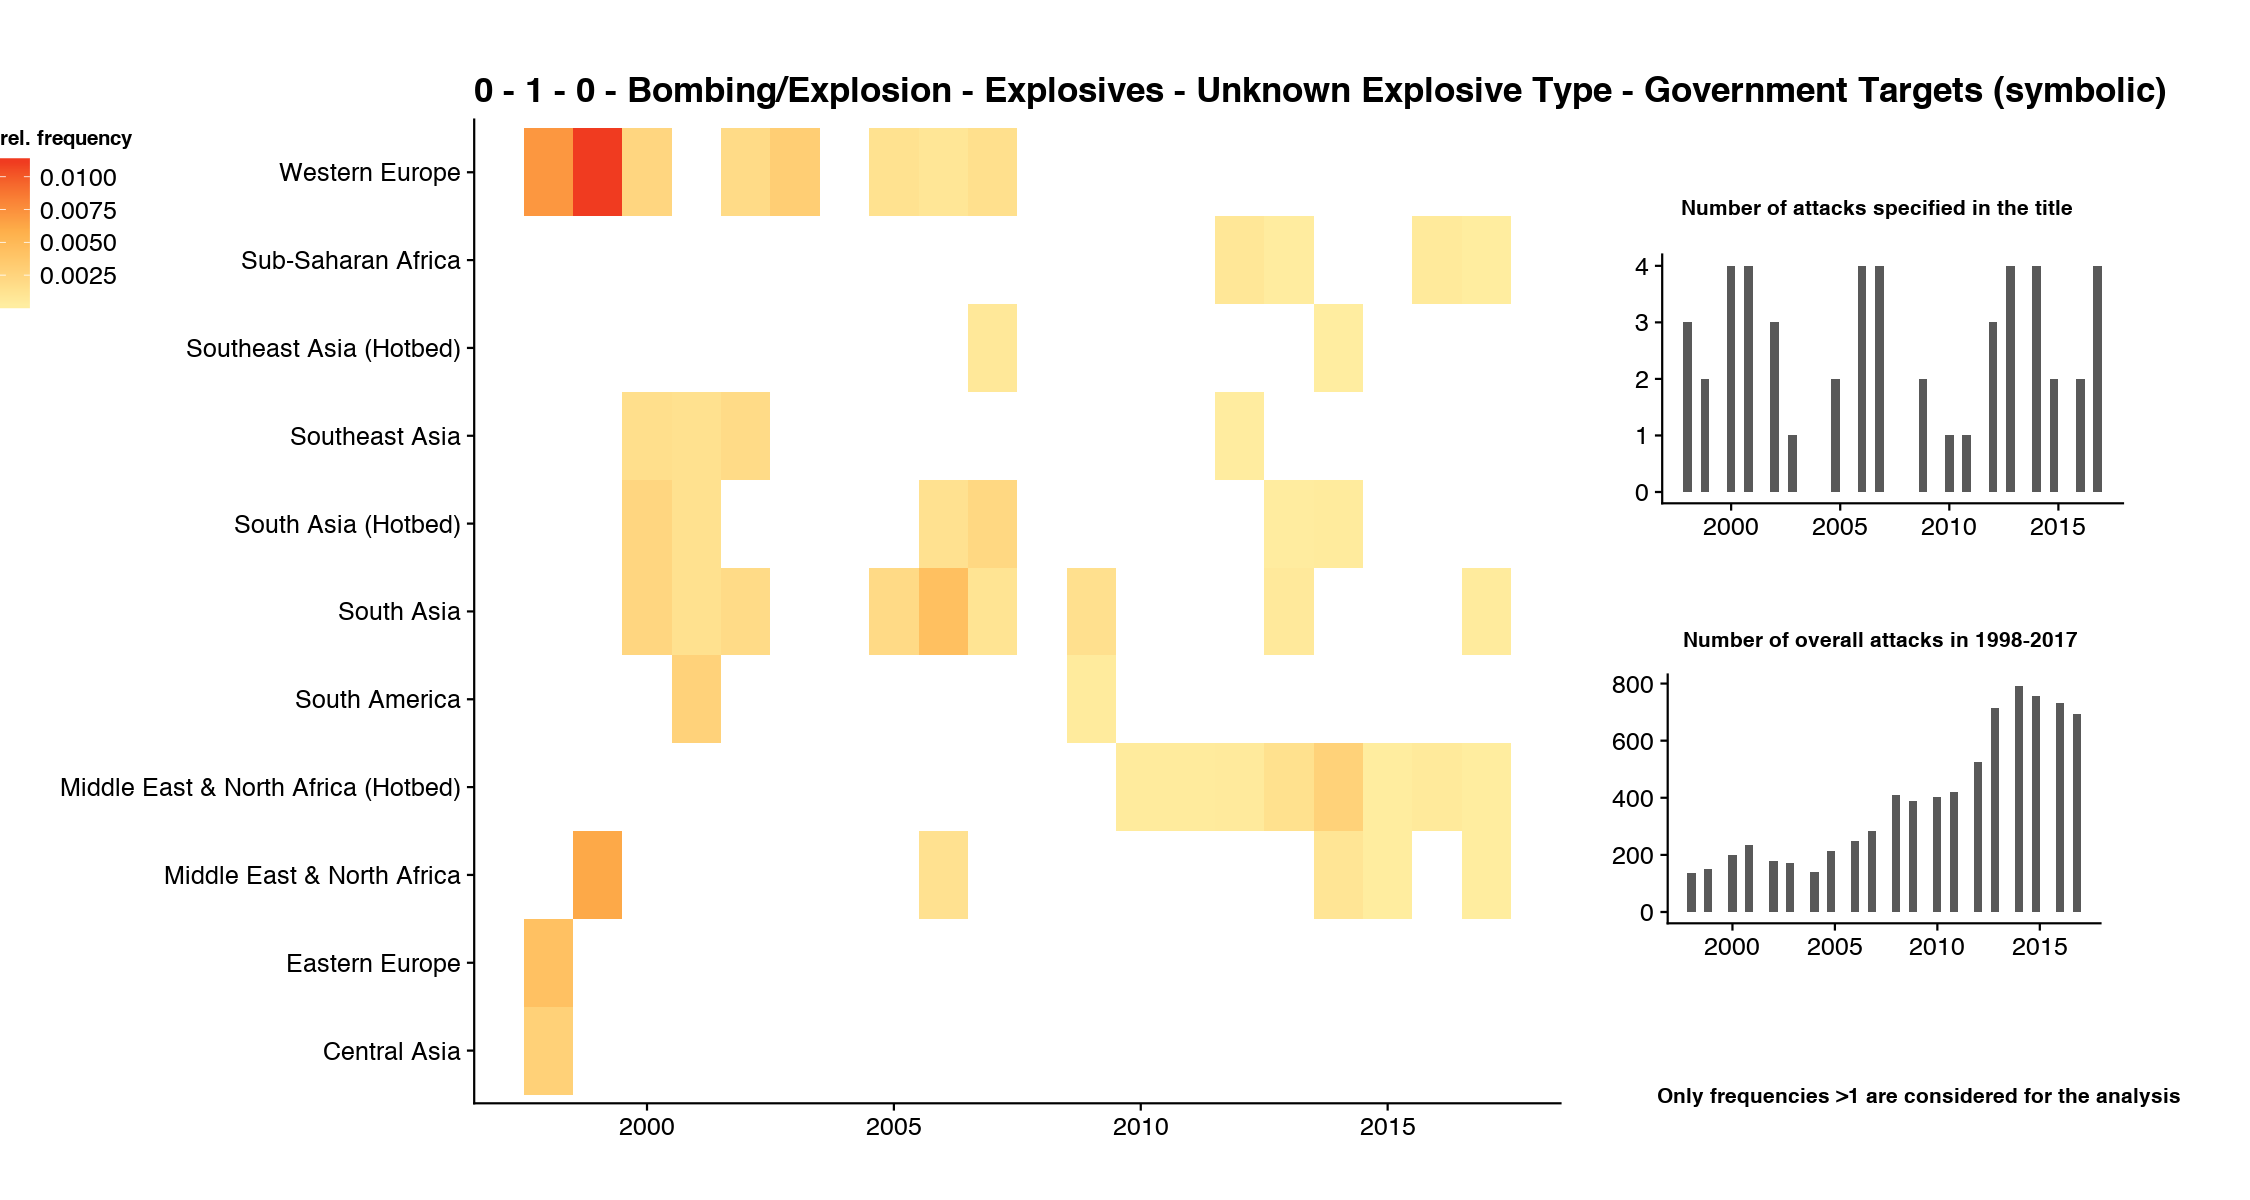 0 - 1 - 0 - Bombing/Explosion - Explosives - Unknown Explosive Type - Government Targets (symbolic)
rel. frequency
0.0100
0.0075
0.0050
0.0025
Western Europe
Sub-Saharan Africa
Southeast Asia (Hotbed)
Southeast Asia
South Asia (Hotbed)
South Asia
South America
Middle East & North Africa (Hotbed)
Middle East & North Africa
Eastern Europe
Central Asia
2000 2005 2010 2015
Number of attacks specified in the title
4
3
2
1
0
2000 2005 2010 2015
Number of overall attacks in 1998-2017
800
600
400
200
0
2000 2005 2010 2015
Only frequencies >1 are considered for the analysis